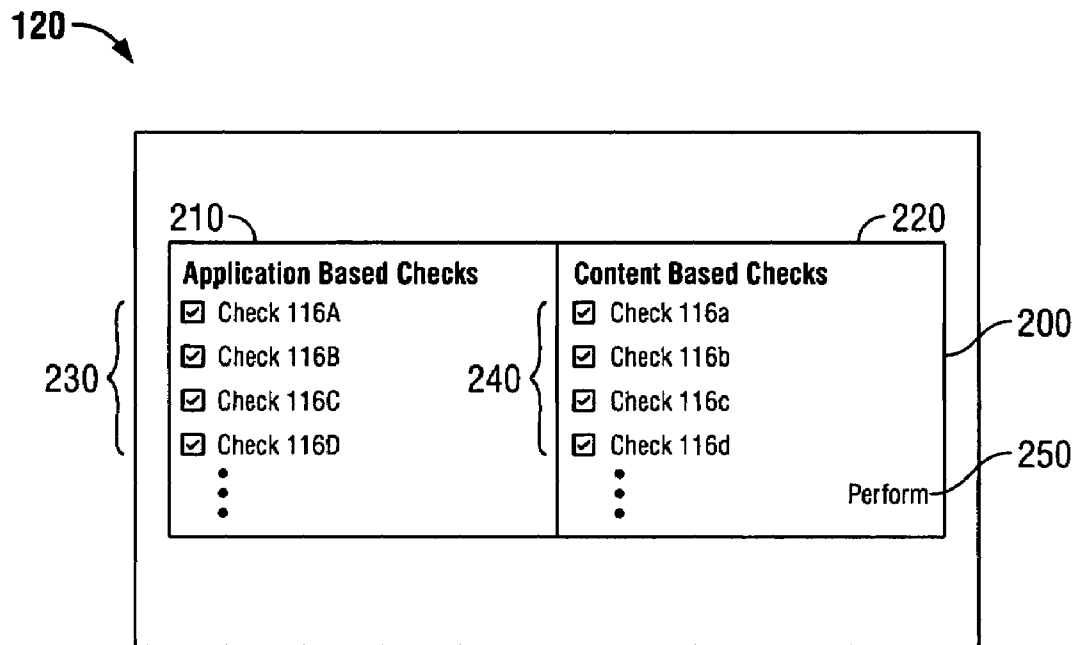 120
210
220
Application Based Checks
Content Based Checks
Check 116A
Check 116a
200
Check 116B
Check 116b
230
240
Check 116C
Check 116c
Check 116D
Check 116d
250
Perform